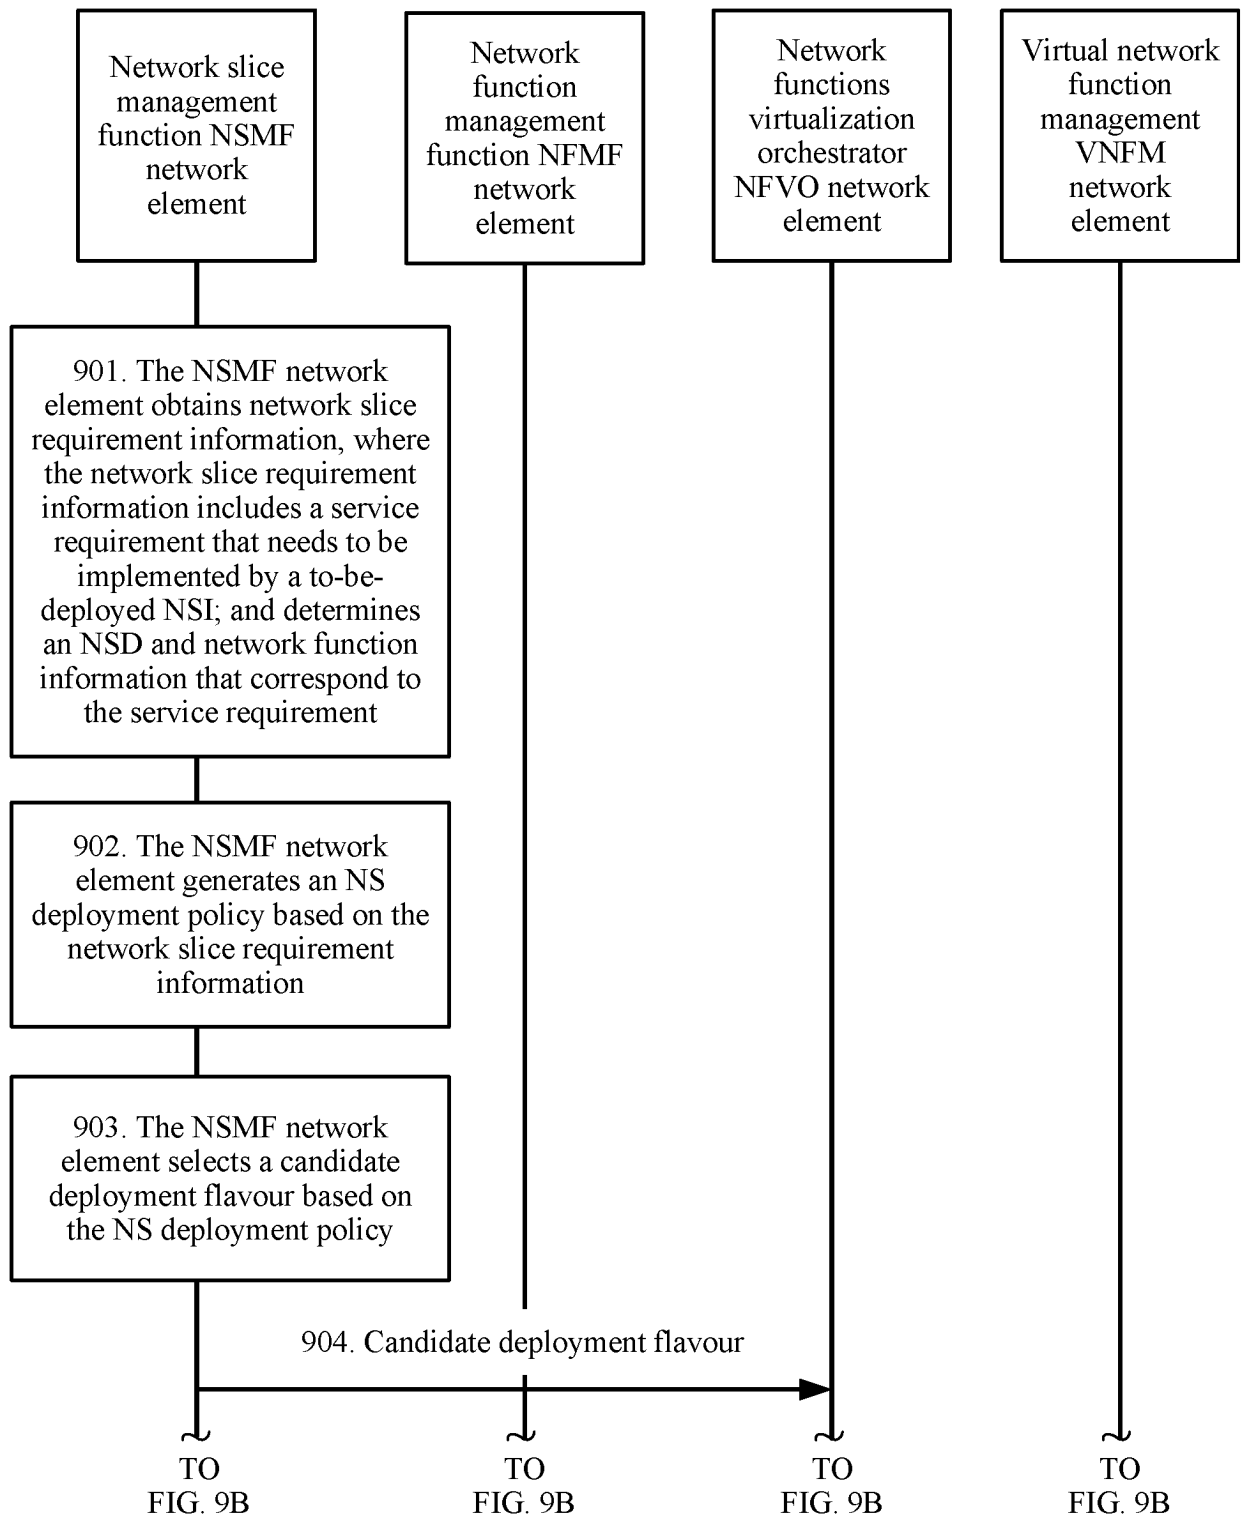 Network slice
management
function NSMF
network
element
Network
function
management
function NFMF
network
element
Network
functions
virtualization
orchestrator
NFVO network
element
Virtual network
function
management
VNFM
network
element
901. The NSMF network
element obtains network slice
requirement information, where
the network slice requirement
information includes a service
requirement that needs to be
implemented by a to-be-
deployed NSI; and determines
an NSD and network function
information that correspond to
the service requirement
902. The NSMF network
element generates an NS
deployment policy based on the
network slice requirement
information
903. The NSMF network
element selects a candidate
deployment flavour based on
the NS deployment policy
904. Candidate deployment flavour
TO
FIG. 9B
TO
FIG. 9B
TO
FIG. 9B
TO
FIG. 9B